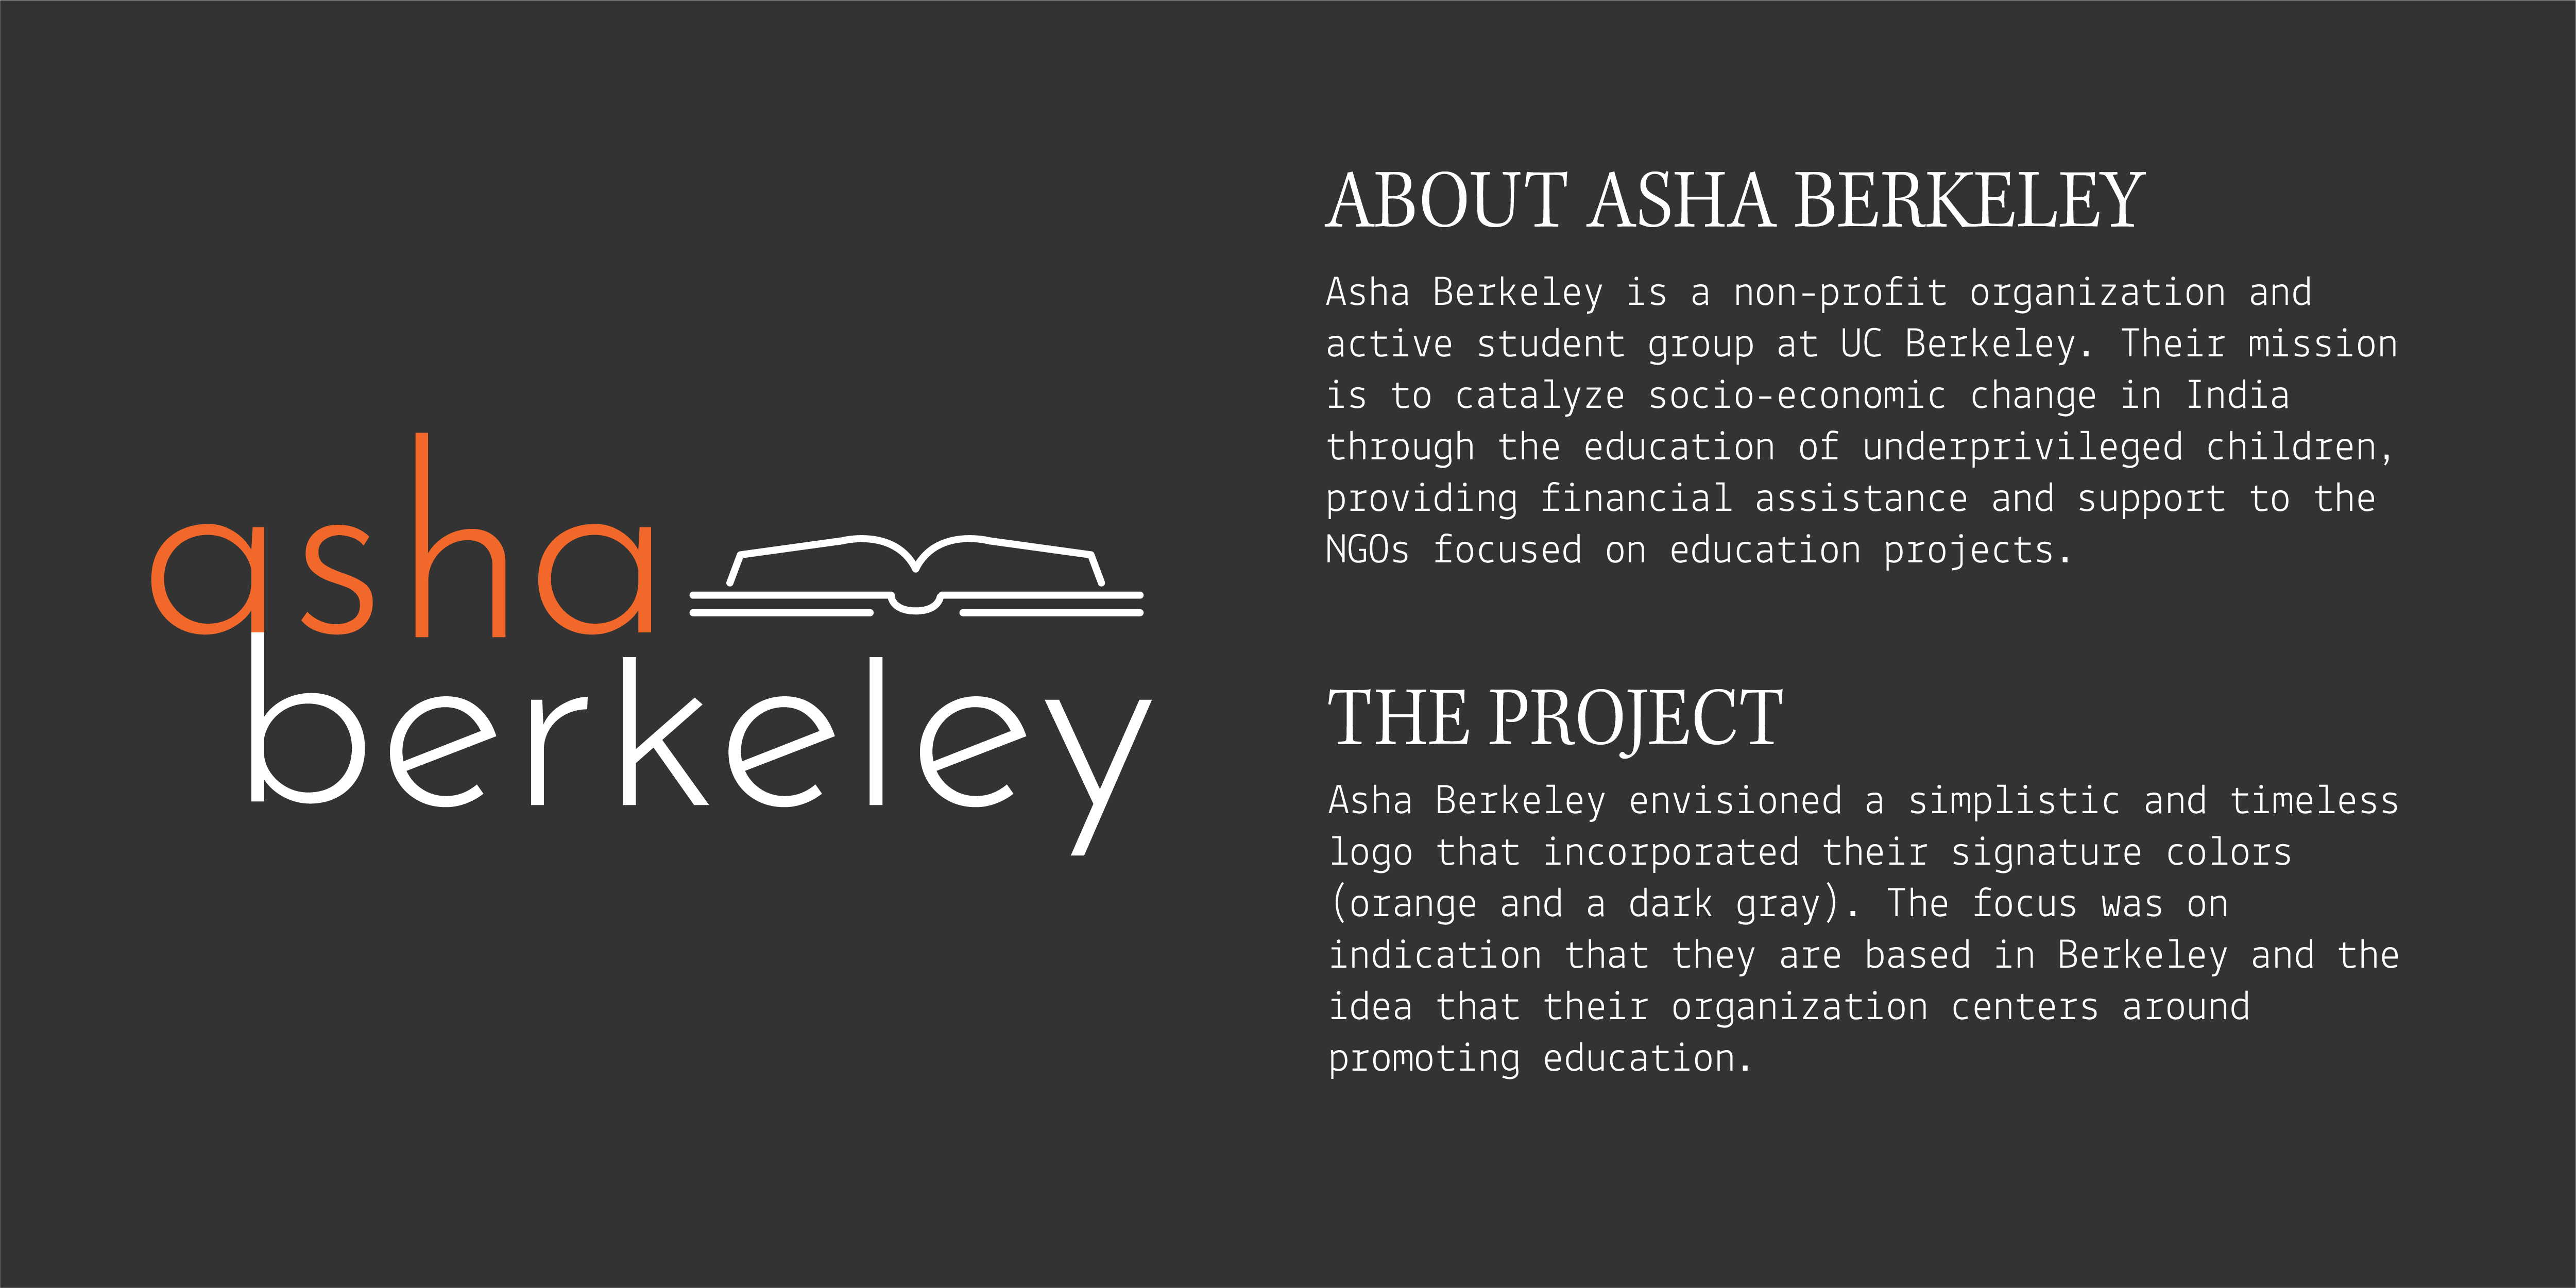 asha
berkeley
ABOUT ASHA BERKELEY
Asha Berkeley is a non-profit organization and
active student group at UC Berkeley. Their mission
is to catalyze socio-economic change in India
through the education of underprivileged children,
providing financial assistance and support to the
NGOs focused on education projects.
THE PROJECT
Asha Berkeley envisioned a simplistic and timeless
logo that incorporated their signature colors
(orange and a dark gray). The focus was on
indication that they are based in Berkeley and the
idea that their organization centers around
promoting education.